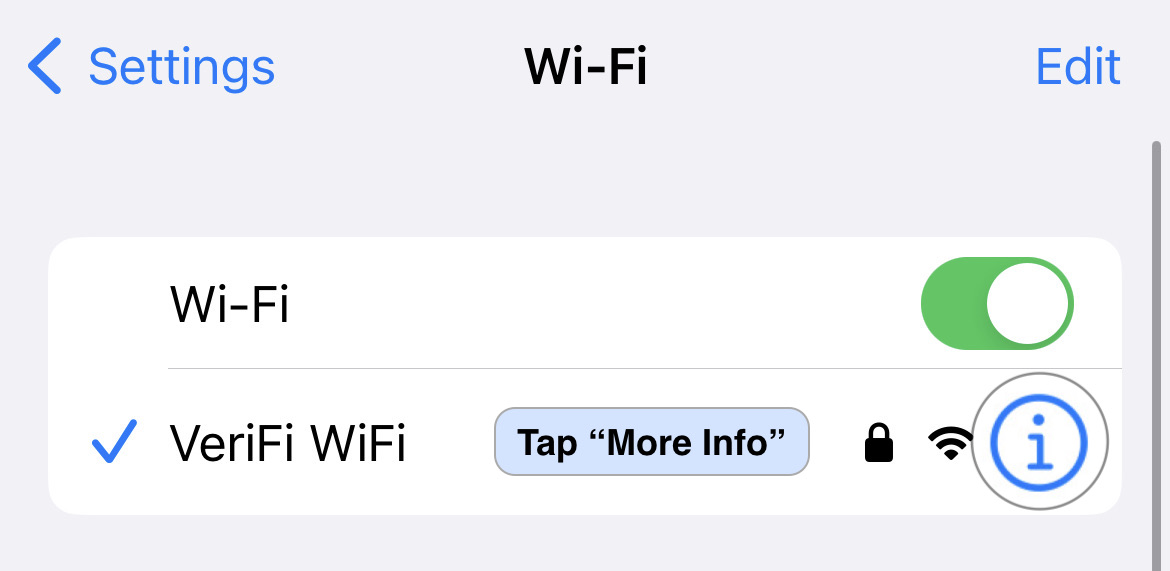 Settings
Wi-Fi
Edit
Wi-Fi
VeriFi WiFi
Tap “More Info”